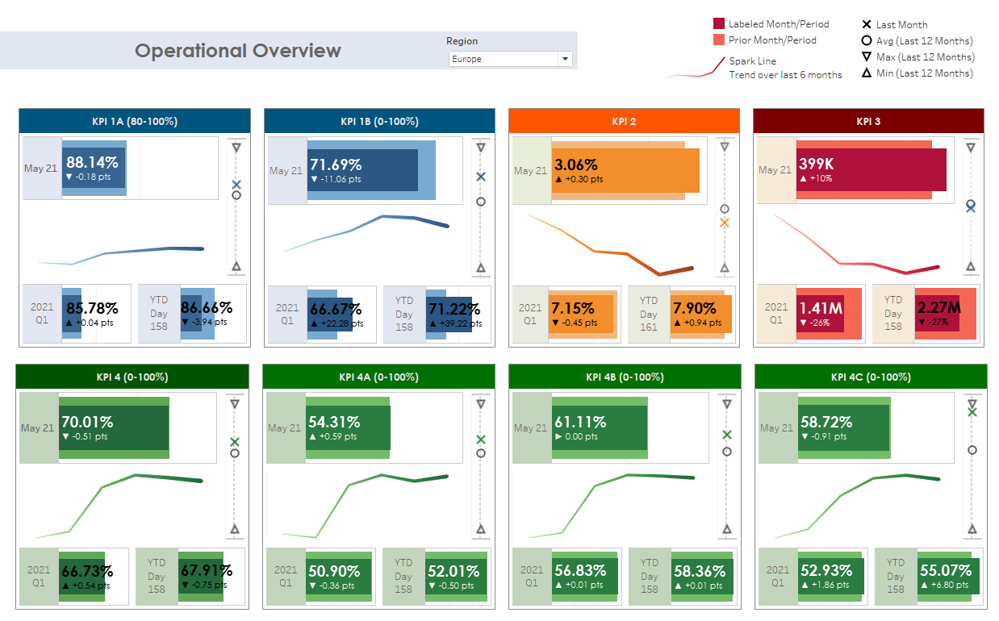 Operational Overview
Region
Europe
Labeled Month/Period
Prior Month/Period
Spark Line
Trend over last 6 months
Last Month
Avg (Last 12 Months)
Max (Last 12 Months)
Min (Last 12 Months)
KPI 1A (80-100%)
May 21
88.14%
▼ -0.18 pts
2021
Q1
85.78%
▲ +0.04 pts
YTD
Day
158
86.66%
▼ -3.94 pts
KPI 1B (0-100%)
May 21
71.69%
▼ -11.06 pts
2021
Q1
66.67%
▲ +22.28 pts
YTD
Day
158
71.22%
▲ +39.22 pts
KPI 2
May 21
3.06%
▲ +0.30 pts
2021
Q1
7.15%
▼ -0.45 pts
YTD
Day
161
7.90%
▲ +0.94 pts
KPI 3
May 21
399K
▲ +10%
2021
Q1
1.41M
▼ -26%
YTD
Day
158
2.27M
▼ -27%
KPI 4 (0-100%)
May 21
70.01%
▼ -0.51 pts
2021
Q1
66.73%
▲ +0.54 pts
YTD
Day
158
67.91%
▼ -0.75 pts
KPI 4A (0-100%)
May 21
54.31%
▲ +0.59 pts
2021
Q1
50.90%
▼ -0.36 pts
YTD
Day
158
52.01%
▼ -0.50 pts
KPI 4B (0-100%)
May 21
61.11%
► 0.00 pts
2021
Q1
56.83%
▲ +0.01 pts
YTD
Day
158
58.36%
▲ +0.01 pts
KPI 4C (0-100%)
May 21
58.72%
▼ -0.91 pts
2021
Q1
52.93%
▲ +1.86 pts
YTD
Day
158
55.07%
▲ +6.80 pts